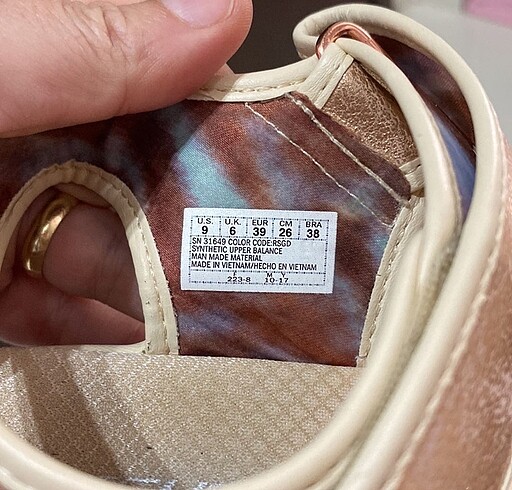 U.S. U.K. EUR CM BRA
9 6 39 26 38
SN 31649 COLOR CODE:RSGD
SYNTHETIC UPPER BALANCE
MAN MADE MATERIAL
MADE IN VIETNAM/HECHO EN VIETNAM
F M Y
223-8 10-17